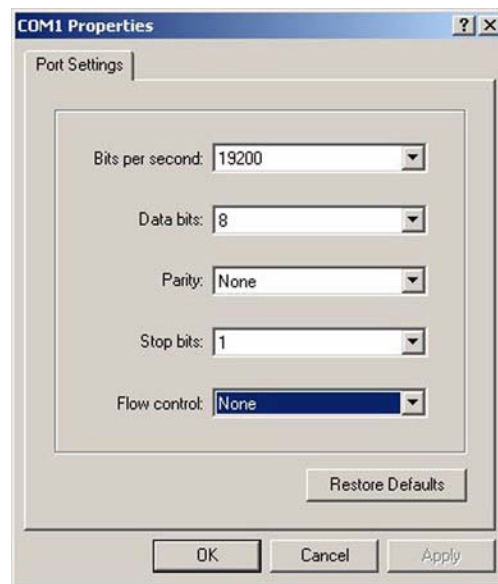 COM1 Properties
Port Settings
Bits per second: 19200
Data bits: 8
Parity: None
Stop bits: 1
Flow control: None
Restore Defaults
OK Cancel Apply